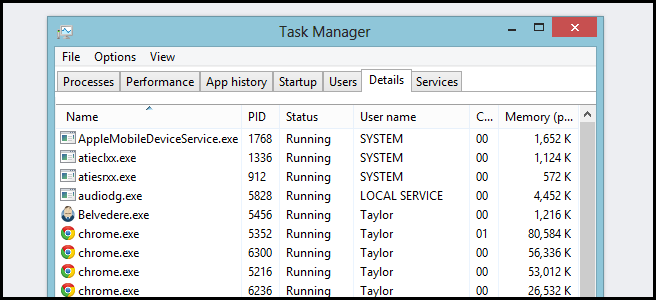 Task Manager
File Options View
Processes Performance App history Startup Users Details Services
Name PID Status User name C... Memory (p...
AppleMobileDeviceService.exe 1768 Running SYSTEM 00 1,652 K
atieclxx.exe 1336 Running SYSTEM 00 1,124 K
atiesrxx.exe 912 Running SYSTEM 00 572 K
audiodg.exe 5828 Running LOCAL SERVICE 00 4,452 K
Belvedere.exe 5456 Running Taylor 00 1,216 K
chrome.exe 5352 Running Taylor 01 80,584 K
chrome.exe 6300 Running Taylor 00 56,336 K
chrome.exe 5216 Running Taylor 00 53,012 K
chrome.exe 6236 Running Taylor 00 26,532 K